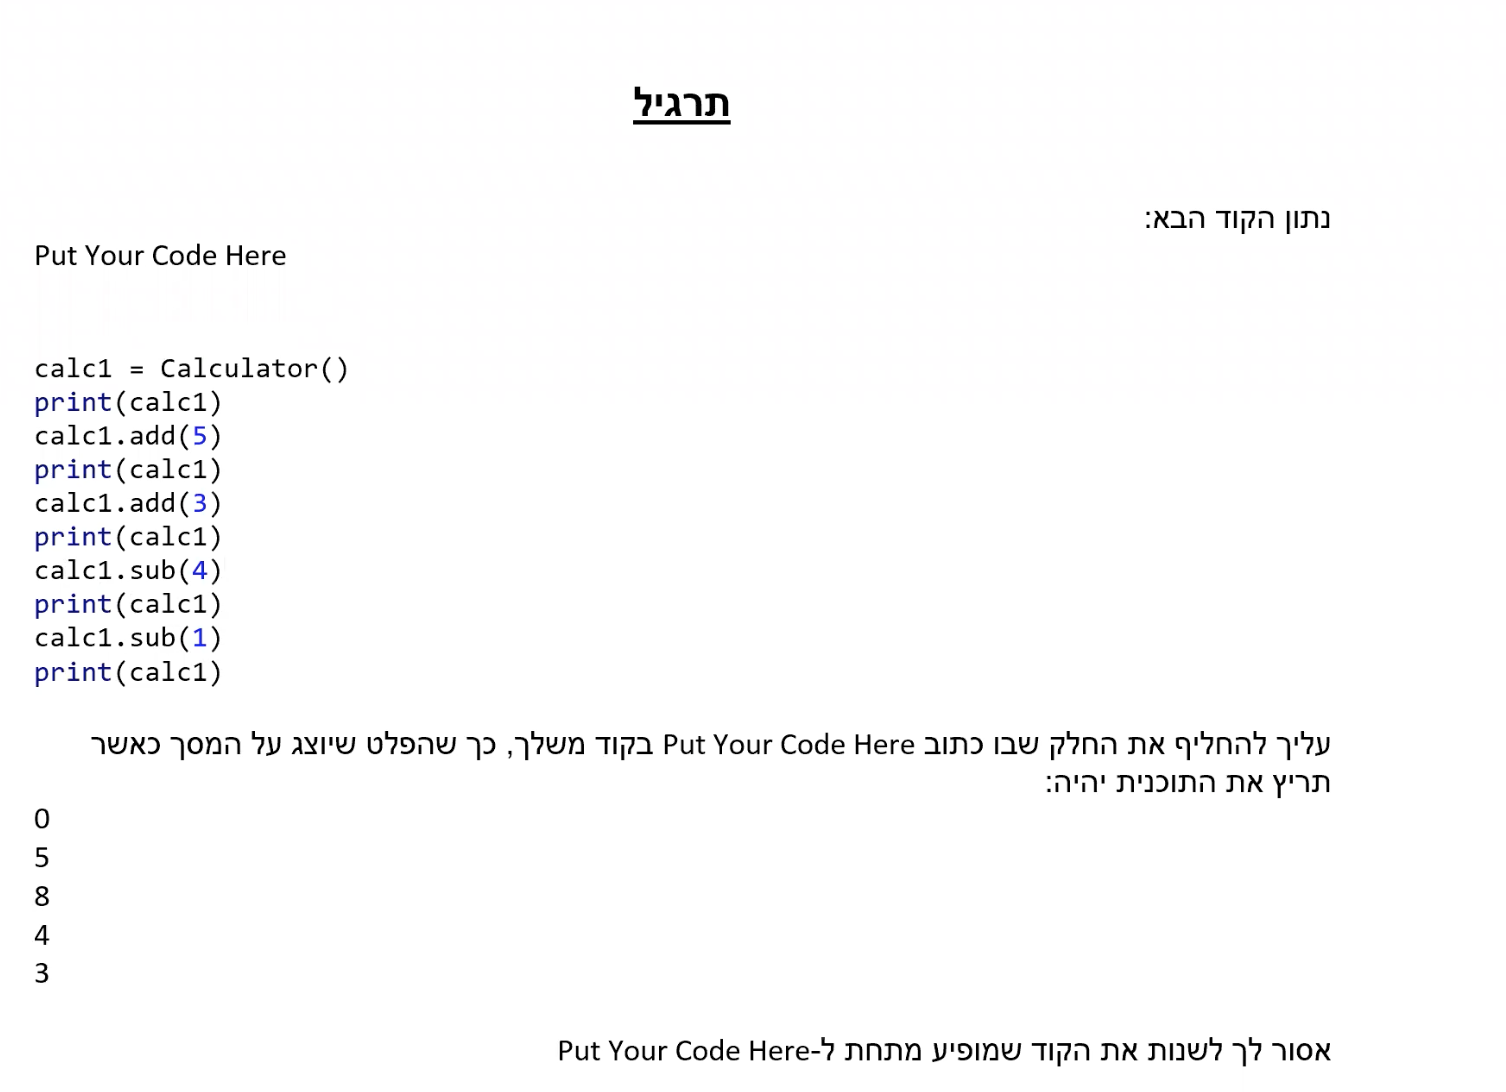 תרגיל
נתון הקוד הבא:
Put Your Code Here
calc1 = Calculator()
print(calc1)
calc1.add(5)
print(calc1)
calc1.add(3)
print(calc1)
calc1.sub(4)
print(calc1)
calc1.sub(1)
print(calc1)
עליך להחליף את החלק שבו כתוב Put Your Code Here בקוד משלך, כך שהפלט שיוצג על המסך כאשר
תריץ את התוכנית יהיה:
0
5
8
4
3
אסור לך לשנות את הקוד שמופיע מתחת ל-Put Your Code Here